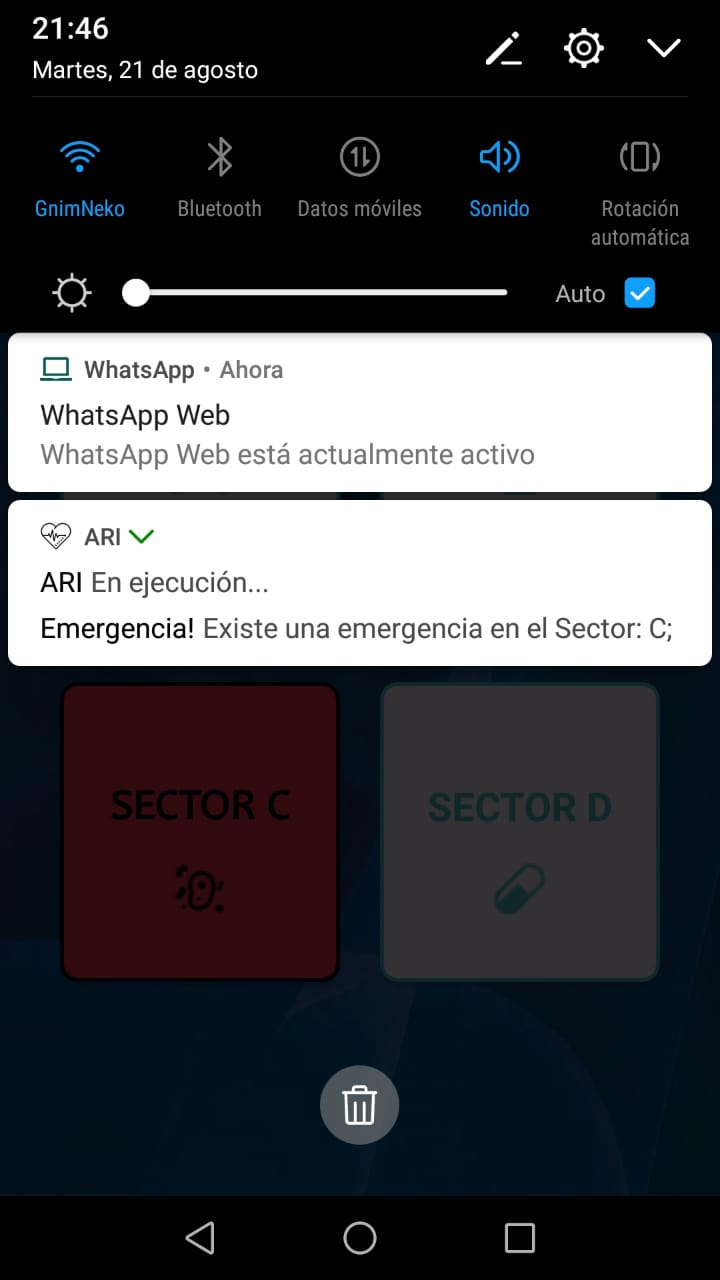 21:46
Martes, 21 de agosto
GnimNeko
Bluetooth
Datos móviles
Sonido
Rotación
automática
Auto
WhatsApp • Ahora
WhatsApp Web
WhatsApp Web está actualmente activo
ARI
ARI En ejecución...
Emergencia! Existe una emergencia en el Sector: C;
SECTOR C
SECTOR D